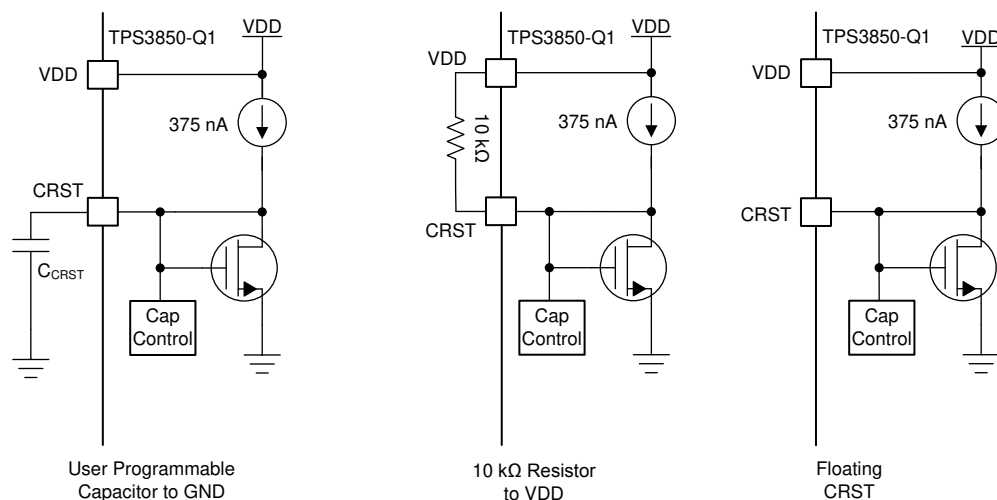 TPS3850-Q1
VDD
VDD
375 nA
CRST
CCRST
Cap
Control
User Programmable
Capacitor to GND
TPS3850-Q1
VDD
VDD
10 kΩ
375 nA
CRST
Cap
Control
10 kΩ Resistor
to VDD
TPS3850-Q1
VDD
VDD
375 nA
CRST
Cap
Control
Floating
CRST